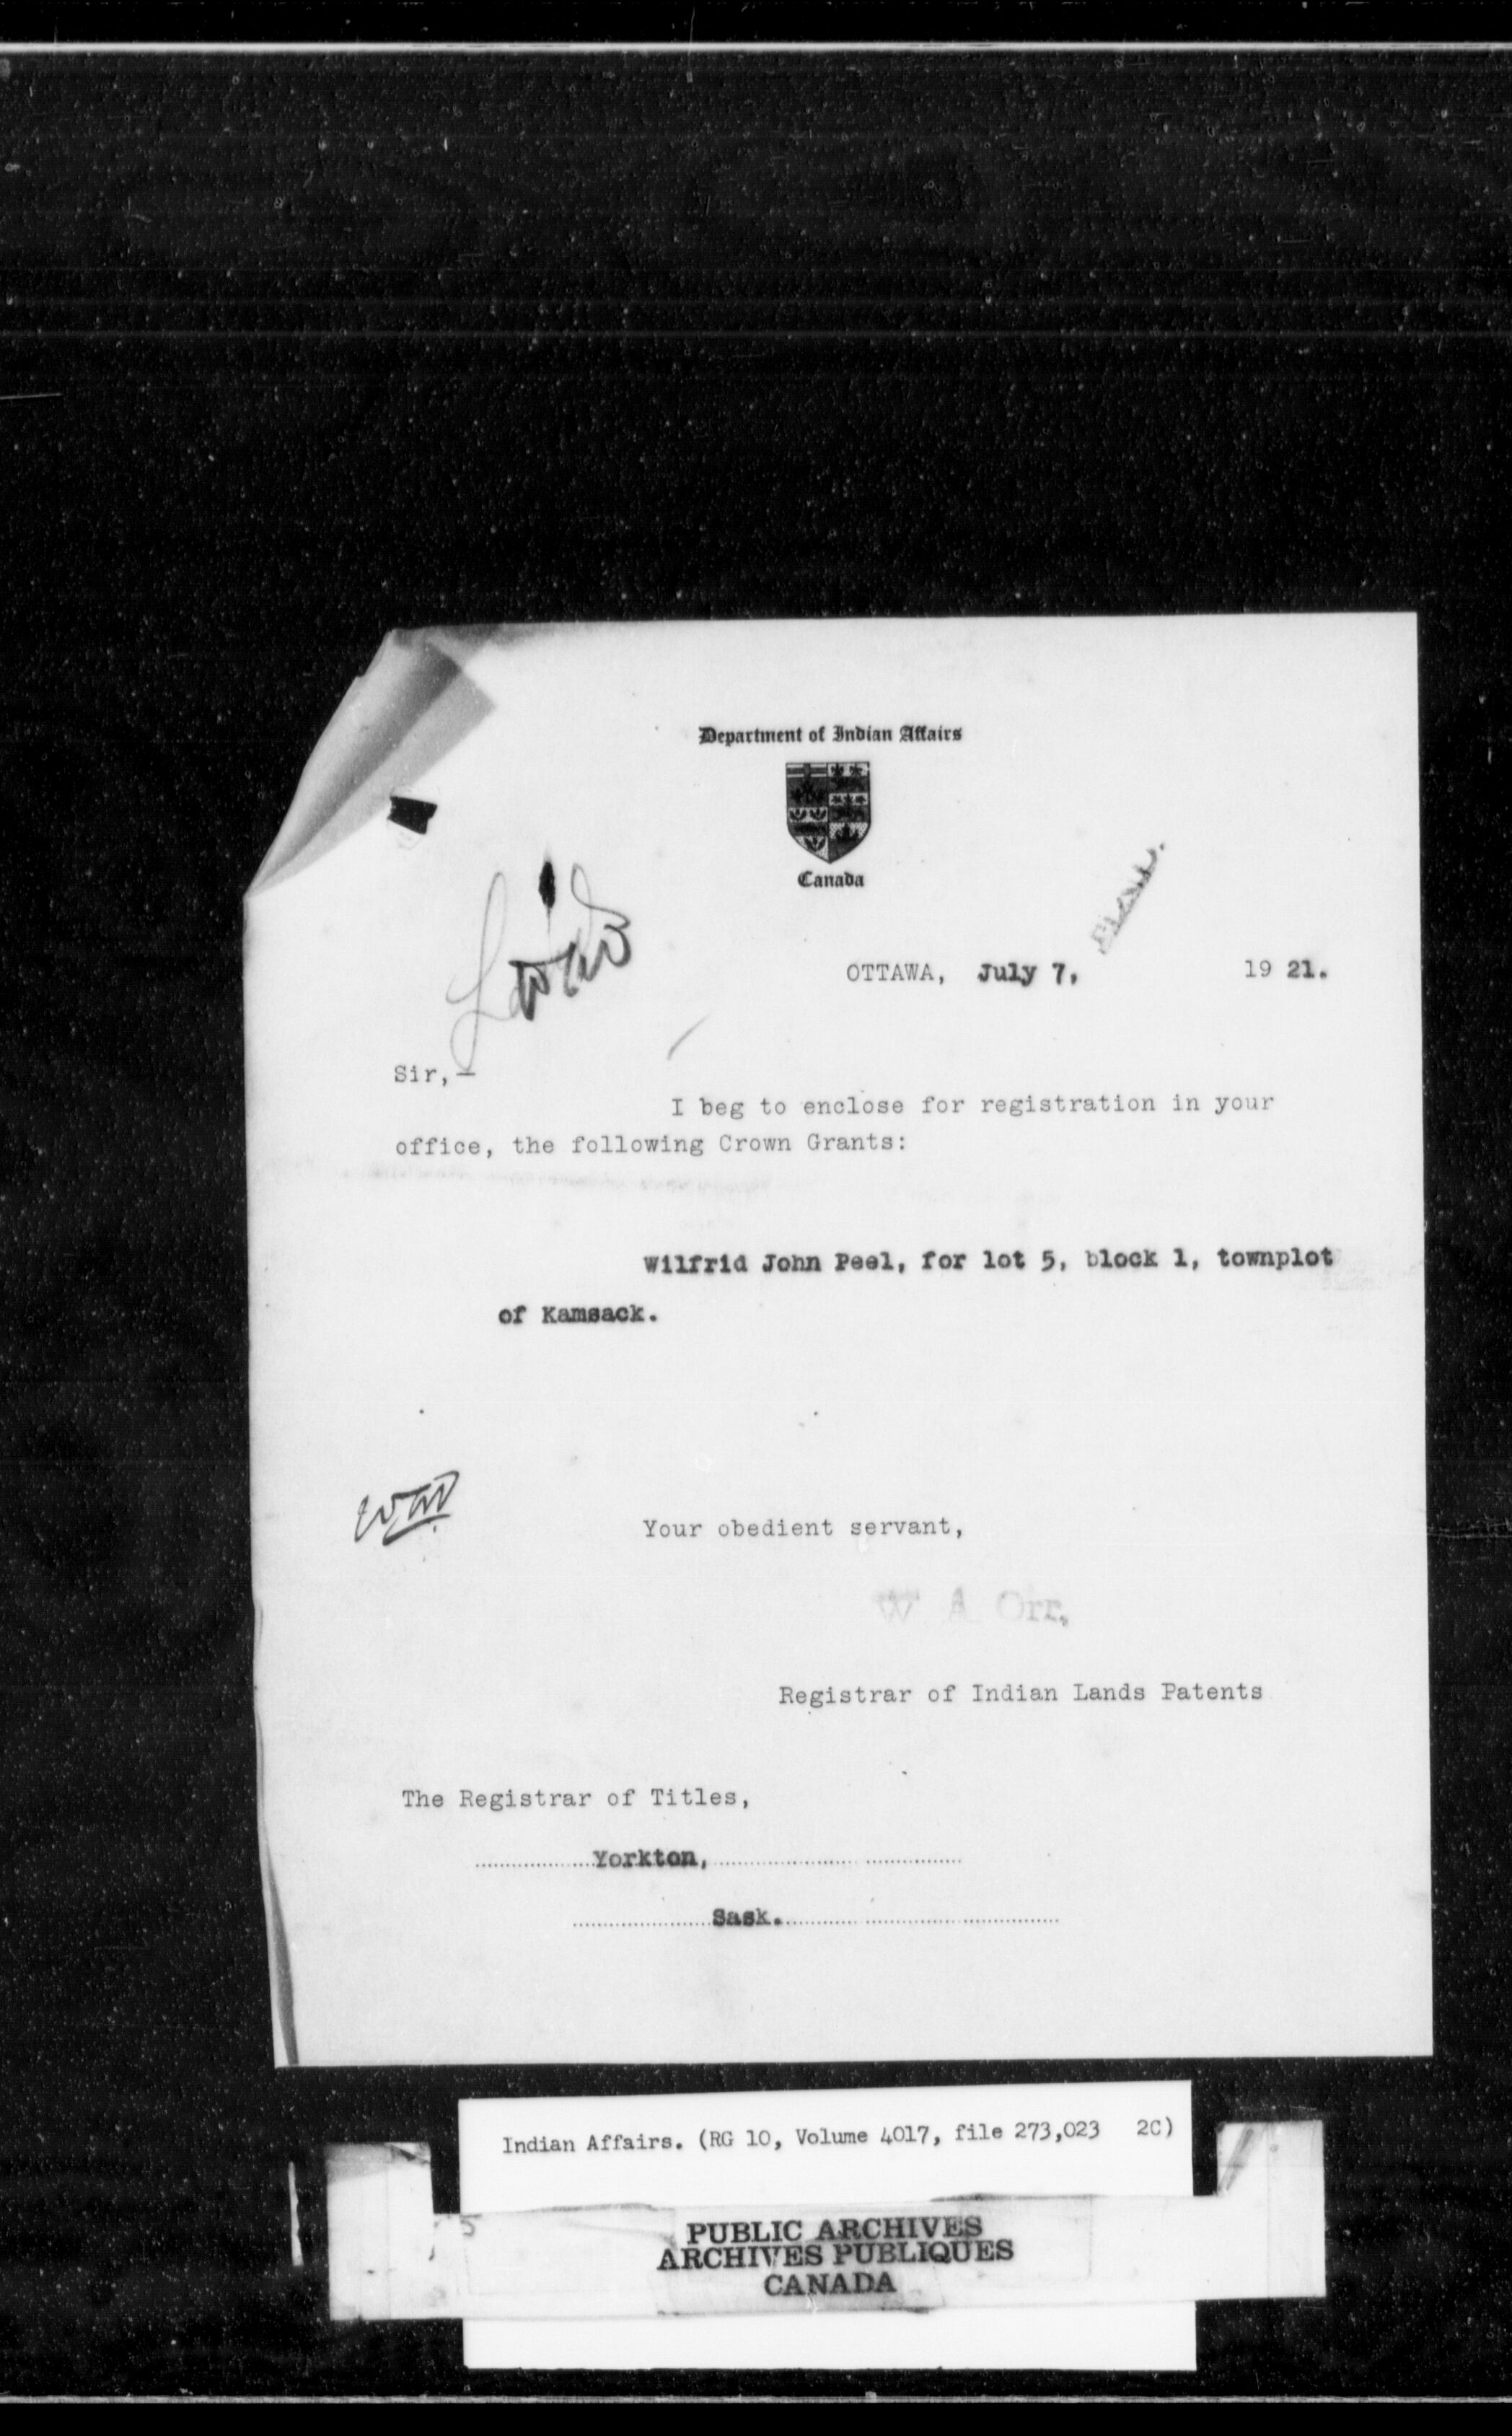 Department of Indian Affairs
Canada
OTTAWA, July 7, 19 21.
Sir,—
I beg to enclose for registration in your
office, the following Crown Grants:
Wilfrid John Peel, for lot 5, block 1, townplot
of Kamsack.
Your obedient servant,
W A Orr,
Registrar of Indian Lands Patents
The Registrar of Titles,
Yorkton,
Sask.
Indian Affairs. (RG 10, Volume 4017, file 273,023 2C)
5
PUBLIC ARCHIVES
ARCHIVES PUBLIQUES
CANADA